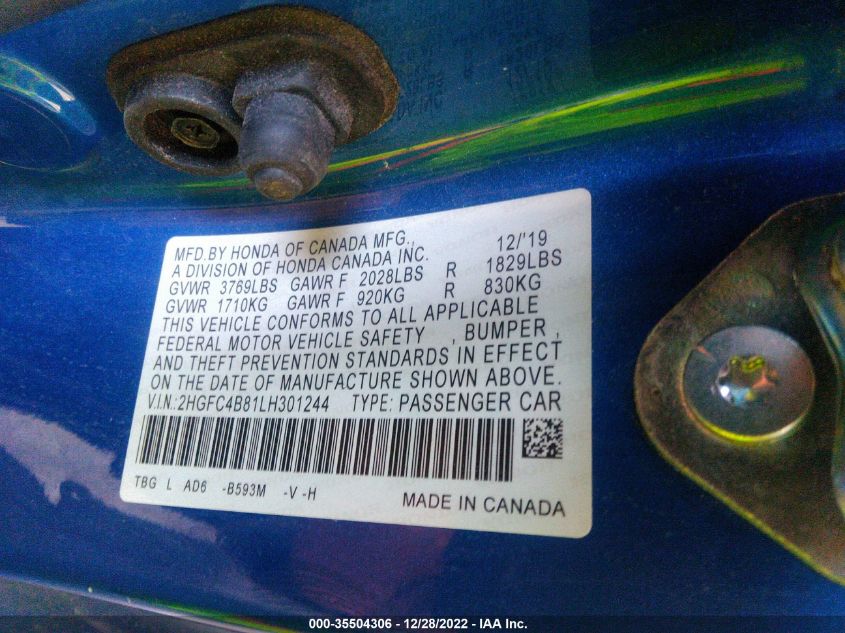 MFD.BY HONDA OF CANADA MFG., 12/'19
A DIVISION OF HONDA CANADA INC.
GVWR 3769LBS GAWR F 2028LBS R 1829LBS
GVWR 1710KG GAWR F 920KG R 830KG
THIS VEHICLE CONFORMS TO ALL APPLICABLE
FEDERAL MOTOR VEHICLE SAFETY , BUMPER ,
AND THEFT PREVENTION STANDARDS IN EFFECT
ON THE DATE OF MANUFACTURE SHOWN ABOVE.
V.I.N.:2HGFC4B81LH301244 TYPE: PASSENGER CAR
TBG L AD6 -B593M -V -H
MADE IN CANADA
000-35504306 - 12/28/2022 - IAA Inc.